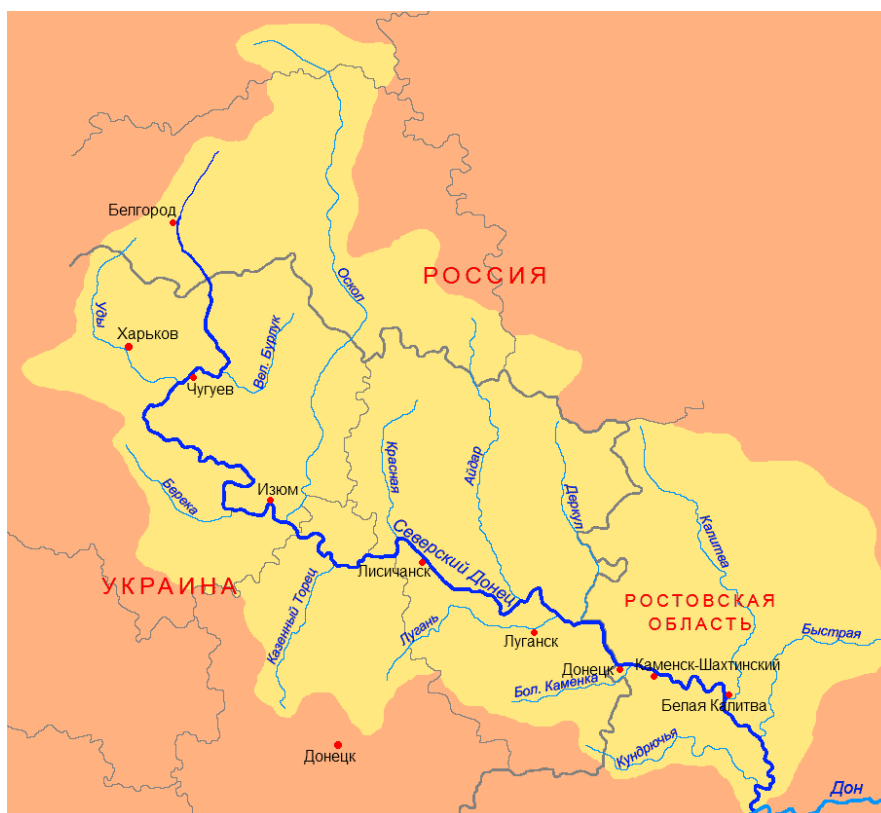 Белгород
Оскол
РОССИЯ
Уды
Харьков
Вел. Бурлук
Чугуев
Красная
Айдар
Берека
Изюм
Деркул
Калитва
Северский Донец
Лисичанск
УКРАИНА
Казенный Торец
РОСТОВСКАЯ
ОБЛАСТЬ
Быстрая
Лугань
Луганск
Донецк
Каменск-Шахтинский
Бол. Каменка
Белая Калитва
Кундрючья
Донецк
Дон